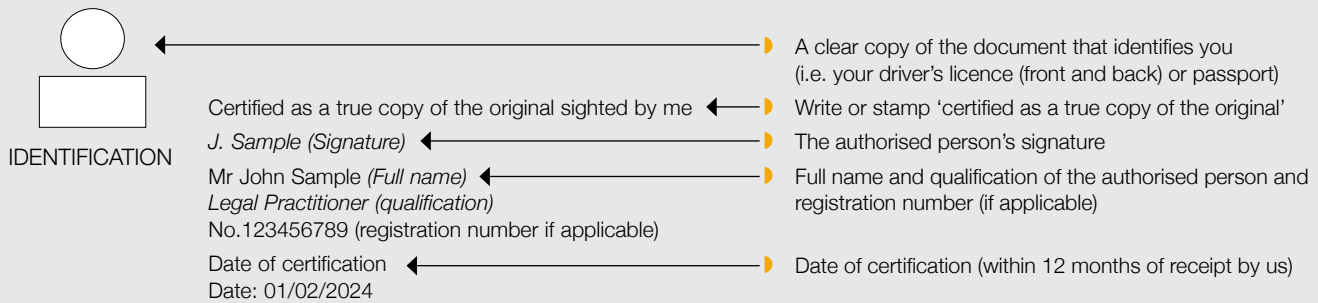 A clear copy of the document that identifies you
(i.e. your driver's licence (front and back) or passport)
Certified as a true copy of the original sighted by me
Write or stamp ‘certified as a true copy of the original’
IDENTIFICATION
J. Sample (Signature)
The authorised person's signature
Mr John Sample (Full name)
Legal Practitioner (qualification)
No.123456789 (registration number if applicable)
Full name and qualification of the authorised person and
registration number (if applicable)
Date of certification
Date: 01/02/2024
Date of certification (within 12 months of receipt by us)